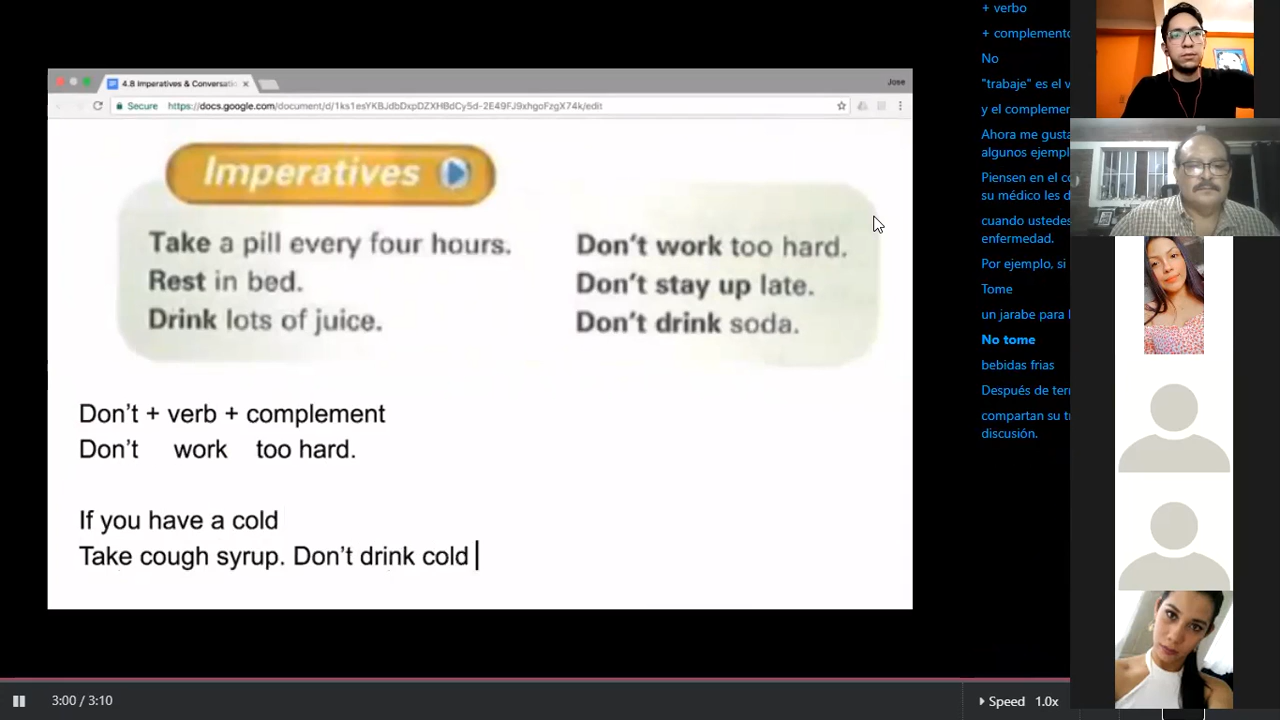 4.8 Imperatives & Conversati
Jose
Secure https://docs.google.com/document/d/1ks1esYKBJdbDxpDZXHBdCy5d-2E49FJ9xhgoFzgX74k/edit
Imperatives
Take a pill every four hours.
Rest in bed.
Drink lots of juice.
Don't work too hard.
Don't stay up late.
Don't drink soda.
Don't + verb + complement
Don't work too hard.
If you have a cold
Take cough syrup. Don't drink cold
+ verbo
+ complemento
No
"trabaje" es el v
y el complemen
Ahora me gusta
algunos ejempl
Piensen en el co
su médico les d
cuando ustedes
enfermedad.
Por ejemplo, si
Tome
un jarabe para l
No tome
bebidas frias
Después de terr
compartan su tr
discusión.
3:00 / 3:10
Speed 1.0x